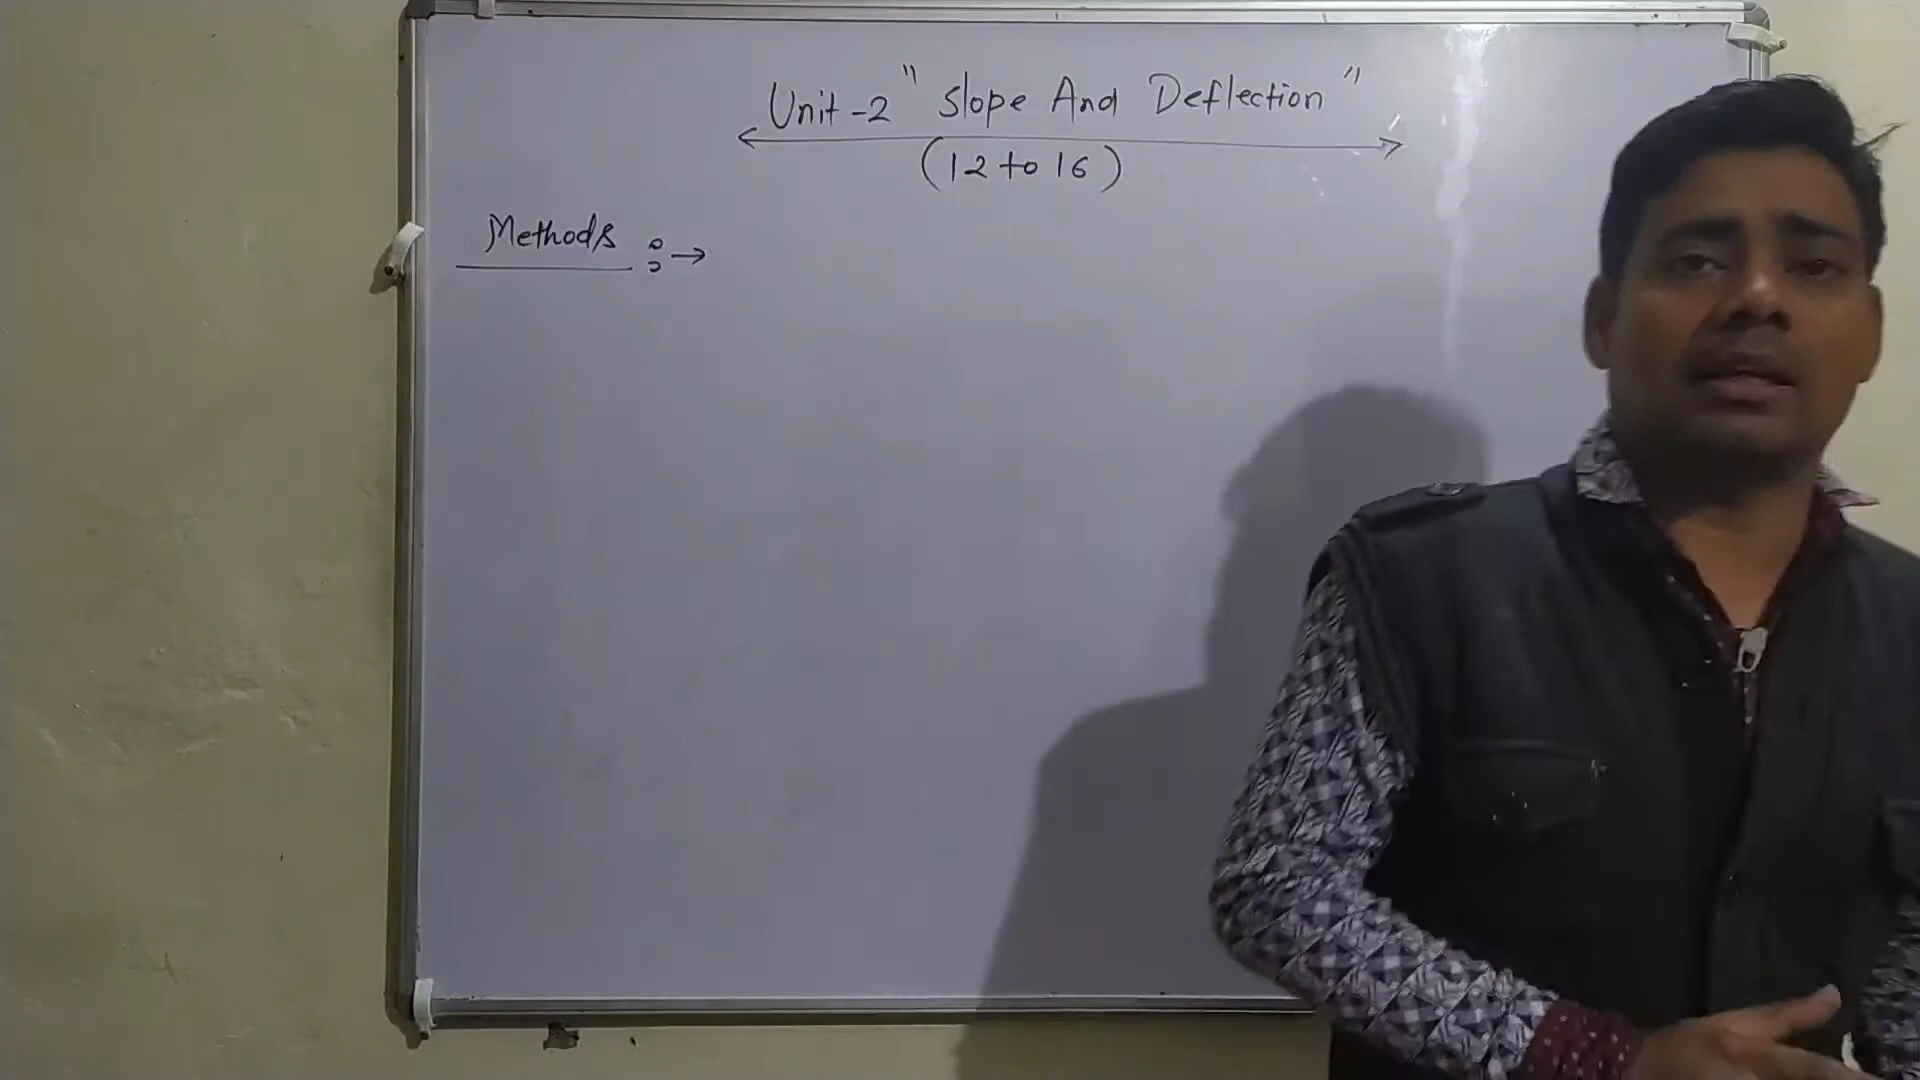 Unit-2 "Slope And Deflection"
(12 to 16)
Methods :→